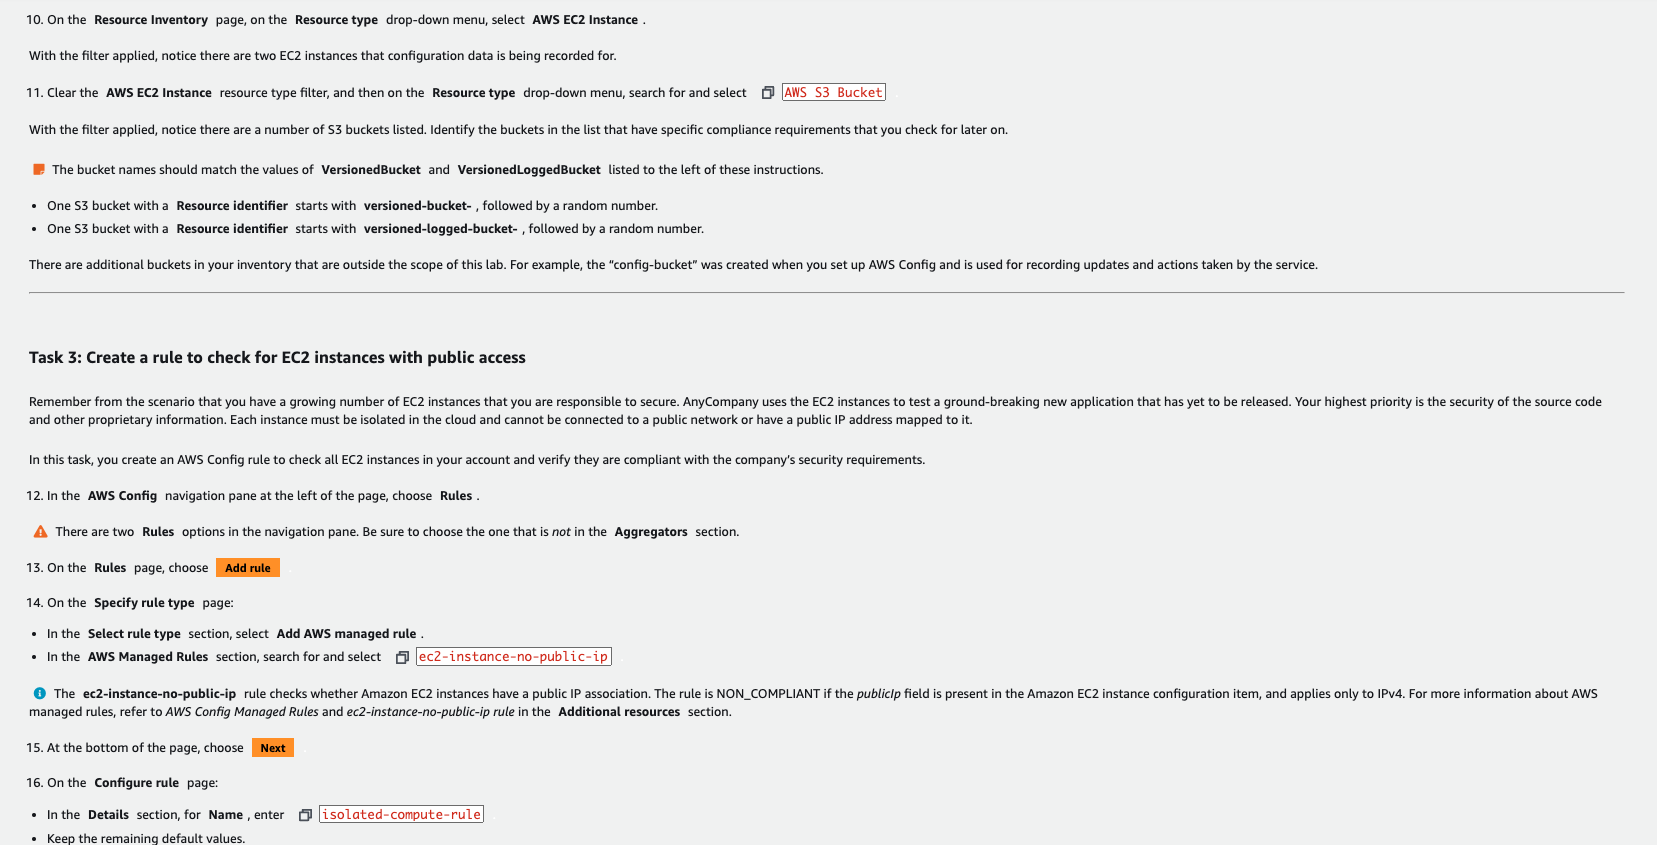 10. On the Resource Inventory page, on the Resource type drop-down menu, select AWS EC2 Instance .
With the filter applied, notice there are two EC2 instances that configuration data is being recorded for.
11. Clear the AWS EC2 Instance resource type filter, and then on the Resource type drop-down menu, search for and select AWS S3 Bucket
With the filter applied, notice there are a number of S3 buckets listed. Identify the buckets in the list that have specific compliance requirements that you check for later on.
The bucket names should match the values of VersionedBucket and VersionedLoggedBucket listed to the left of these instructions.
• One S3 bucket with a Resource identifier starts with versioned-bucket- , followed by a random number.
• One S3 bucket with a Resource identifier starts with versioned-logged-bucket- , followed by a random number.
There are additional buckets in your inventory that are outside the scope of this lab. For example, the “config-bucket” was created when you set up AWS Config and is used for recording updates and actions taken by the service.
Task 3: Create a rule to check for EC2 instances with public access
Remember from the scenario that you have a growing number of EC2 instances that you are responsible to secure. AnyCompany uses the EC2 instances to test a ground-breaking new application that has yet to be released. Your highest priority is the security of the source code
and other proprietary information. Each instance must be isolated in the cloud and cannot be connected to a public network or have a public IP address mapped to it.
In this task, you create an AWS Config rule to check all EC2 instances in your account and verify they are compliant with the company’s security requirements.
12. In the AWS Config navigation pane at the left of the page, choose Rules .
There are two Rules options in the navigation pane. Be sure to choose the one that is not in the Aggregators section.
13. On the Rules page, choose Add rule
14. On the Specify rule type page:
• In the Select rule type section, select Add AWS managed rule .
• In the AWS Managed Rules section, search for and select ec2-instance-no-public-ip
The ec2-instance-no-public-ip rule checks whether Amazon EC2 instances have a public IP association. The rule is NON_COMPLIANT if the publicIp field is present in the Amazon EC2 instance configuration item, and applies only to IPv4. For more information about AWS
managed rules, refer to AWS Config Managed Rules and ec2-instance-no-public-ip rule in the Additional resources section.
15. At the bottom of the page, choose Next
16. On the Configure rule page:
• In the Details section, for Name , enter isolated-compute-rule
• Keep the remaining default values.